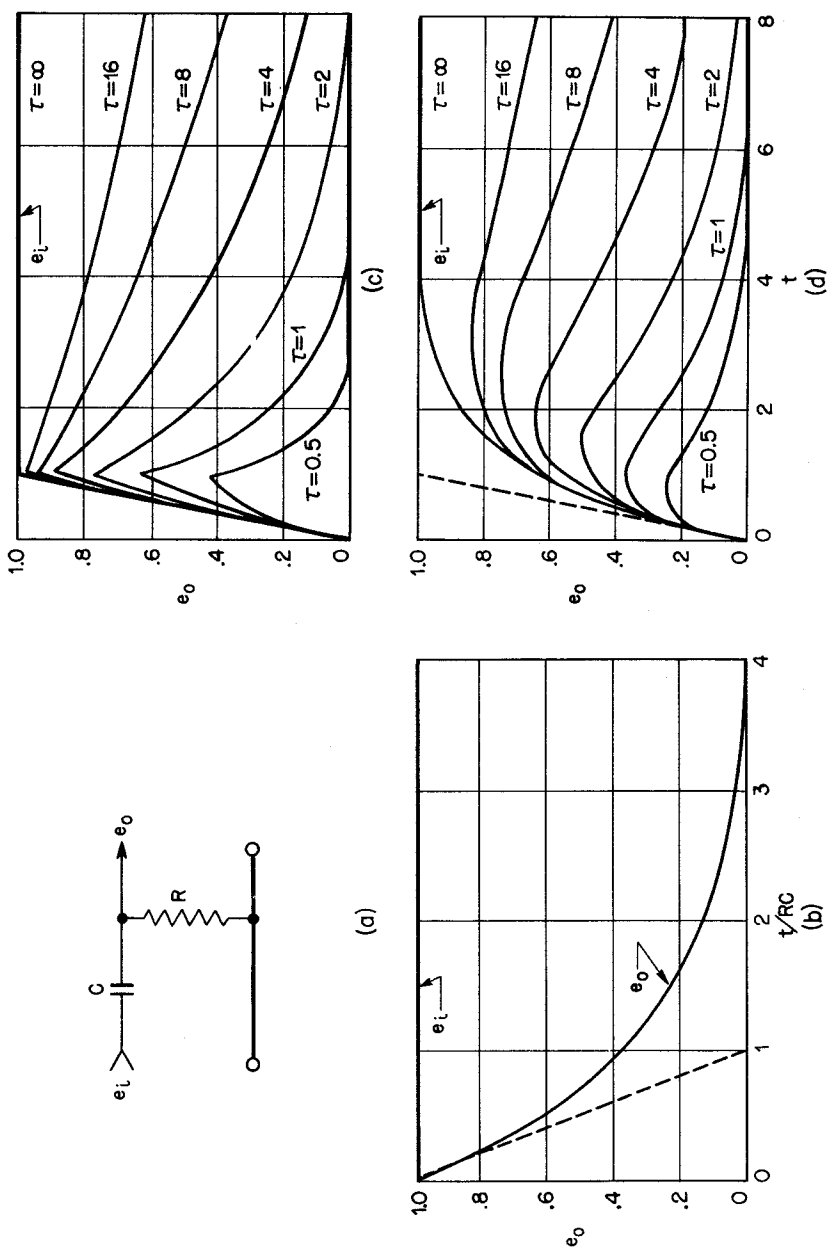 C
e_i
e_o
R
(a)
1.0
.8
.6
.4
.2
0
e_o
e_i
e_o
0
1
2
3
4
t/RC
(b)
1.0
.8
.6
.4
.2
0
e_o
e_i
τ=∞
τ=16
τ=8
τ=4
τ=2
τ=1
τ=0.5
(c)
1.0
.8
.6
.4
.2
0
e_o
e_i
τ=∞
τ=16
τ=8
τ=4
τ=2
τ=1
τ=0.5
0
2
4
6
8
t
(d)